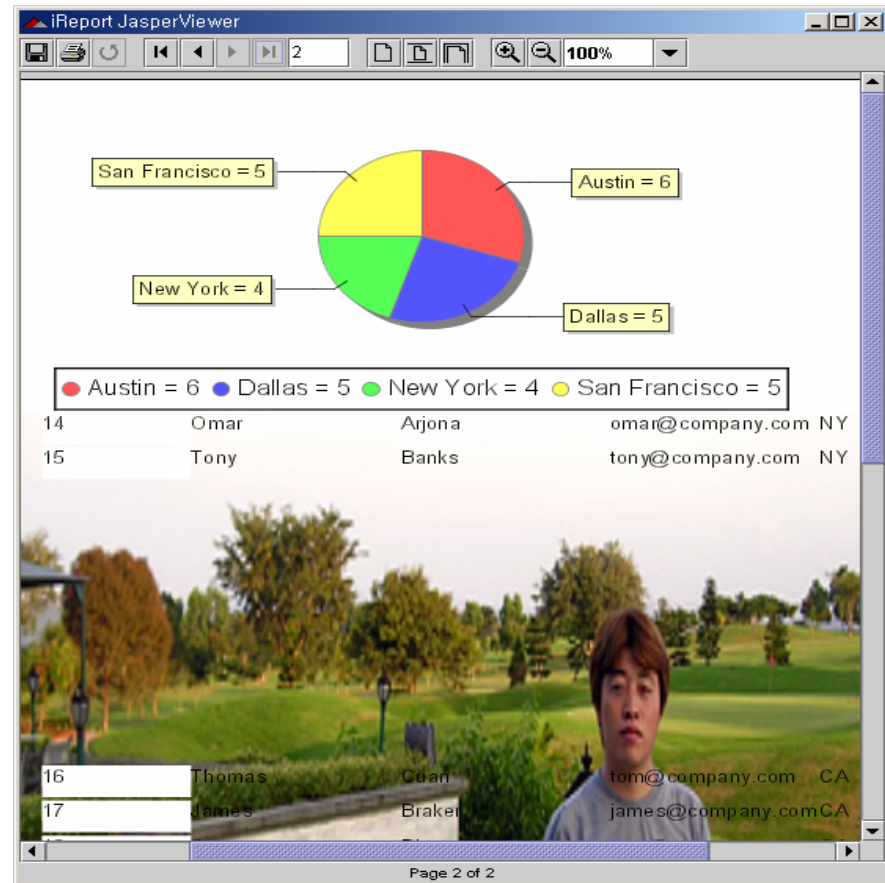 iReport JasperViewer
2 100%
San Francisco = 5
Austin = 6
New York = 4
Dallas = 5
Austin = 6 Dallas = 5 New York = 4 San Francisco = 5
14 Omar Arjona omar@company.com NY
15 Tony Banks tony@company.com NY
16 Thomas Cuan tom@company.com CA
17 James Braker james@company.com CA
Page 2 of 2